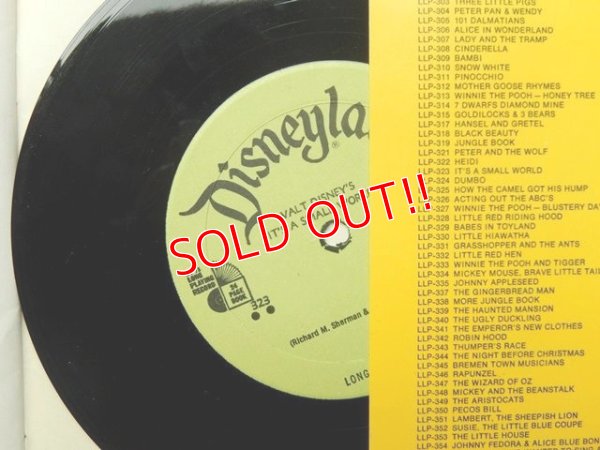 Disneyla
®
WALT DISNEY'S
IT'S A SMALL WORL
SOLD OUT!!
LONG
PLAYING
RECORD
24
PAGE
BOOK
323
(Richard M. Sherman &
LONG
LLP-303 THREE LITTLE PIGS
LLP-304 PETER PAN & WENDY
LLP-305 101 DALMATIANS
LLP-306 ALICE IN WONDERLAND
LLP-307 LADY AND THE TRAMP
LLP-308 CINDERELLA
LLP-309 BAMBI
LLP-310 SNOW WHITE
LLP-311 PINOCCHIO
LLP-312 MOTHER GOOSE RHYMES
LLP-313 WINNIE THE POOH — HONEY TREE
LLP-314 7 DWARFS DIAMOND MINE
LLP-315 GOLDILOCKS & 3 BEARS
LLP-317 HANSEL AND GRETEL
LLP-318 BLACK BEAUTY
LLP-319 JUNGLE BOOK
LLP-321 PETER AND THE WOLF
LLP-322 HEIDI
LLP-323 IT'S A SMALL WORLD
LLP-324 DUMBO
LLP-325 HOW THE CAMEL GOT HIS HUMP
LLP-326 ACTING OUT THE ABC'S
LLP-327 WINNIE THE POOH — BLUSTERY DAY
LLP-328 LITTLE RED RIDING HOOD
LLP-329 BABES IN TOYLAND
LLP-330 LITTLE HIAWATHA
LLP-331 GRASSHOPPER AND THE ANTS
LLP-332 LITTLE RED HEN
LLP-333 WINNIE THE POOH AND TIGGER
LLP-334 MICKEY MOUSE, BRAVE LITTLE TAIL
LLP-335 JOHNNY APPLESEED
LLP-337 THE GINGERBREAD MAN
LLP-338 MORE JUNGLE BOOK
LLP-339 THE HAUNTED MANSION
LLP-340 THE UGLY DUCKLING
LLP-341 THE EMPEROR'S NEW CLOTHES
LLP-342 ROBIN HOOD
LLP-343 THUMPER'S RACE
LLP-344 THE NIGHT BEFORE CHRISTMAS
LLP-345 BREMEN TOWN MUSICIANS
LLP-346 RAPUNZEL
LLP-347 THE WIZARD OF OZ
LLP-348 MICKEY AND THE BEANSTALK
LLP-349 THE ARISTOCATS
LLP-350 PECOS BILL
LLP-351 LAMBERT, THE SHEEPISH LION
LLP-352 SUSIE, THE LITTLE BLUE COUPE
LLP-353 THE LITTLE HOUSE
LLP-354 JOHNNY FEDORA & ALICE BLUE BON